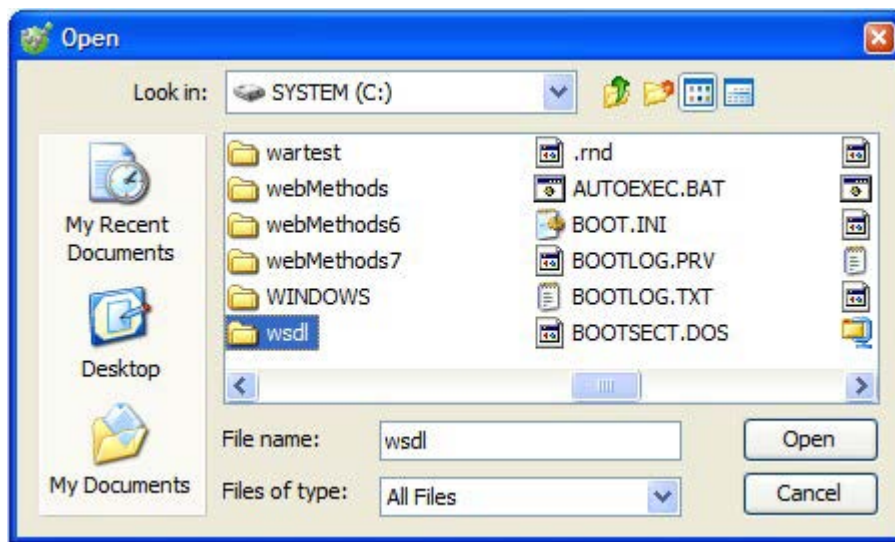 Open
Look in: SYSTEM (C:)
My Recent
Documents
Desktop
My Documents
wartest
webMethods
webMethods6
webMethods7
WINDOWS
wsdl
.rnd
AUTOEXEC.BAT
BOOT.INI
BOOTLOG.PRV
BOOTLOG.TXT
BOOTSECT.DOS
File name: wsdl Open
Files of type: All Files Cancel